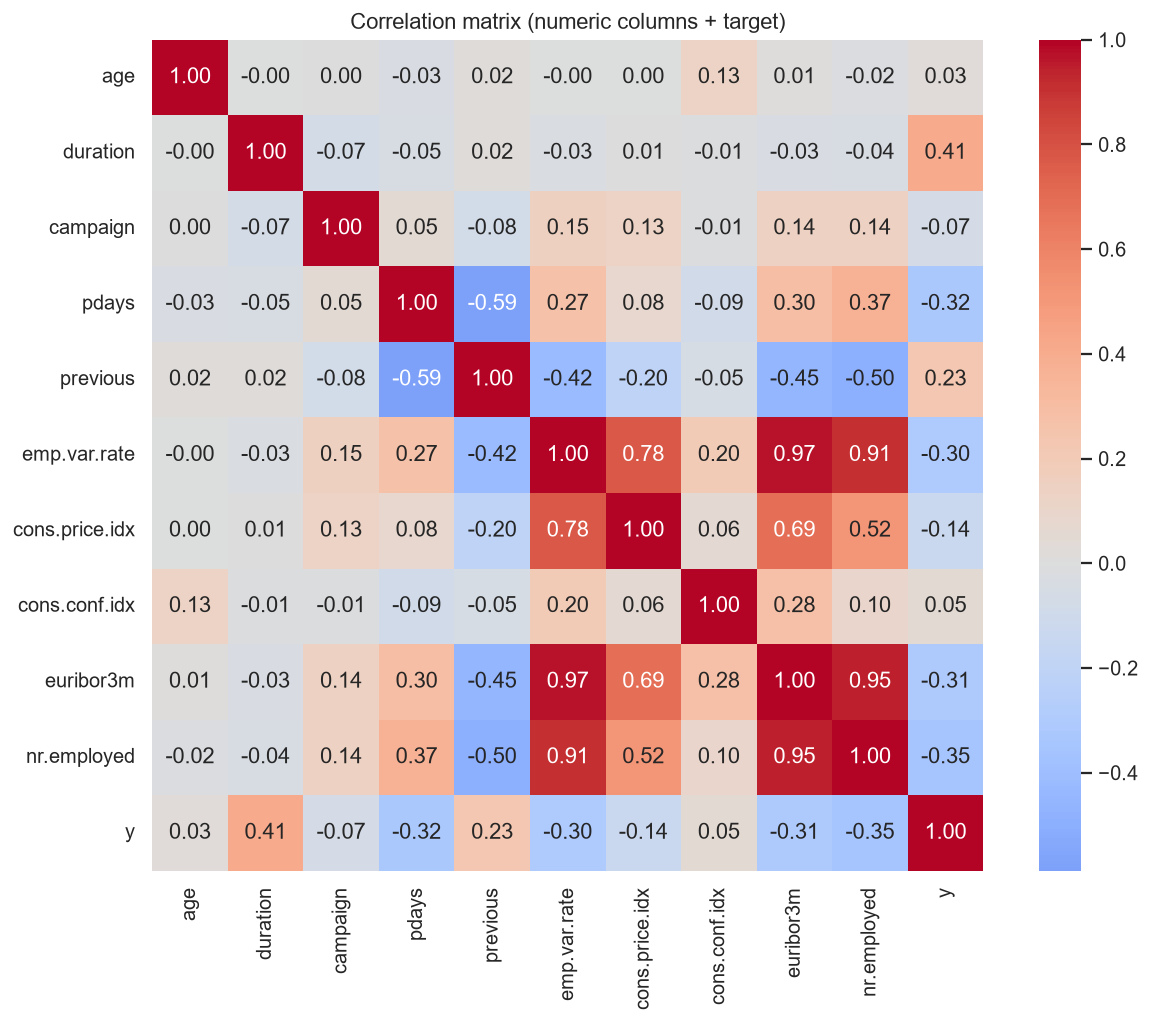 Correlation matrix (numeric columns + target)
age 1.00 -0.00 0.00 -0.03 0.02 -0.00 0.00 0.13 0.01 -0.02 0.03
duration -0.00 1.00 -0.07 -0.05 0.02 -0.03 0.01 -0.01 -0.03 -0.04 0.41
campaign 0.00 -0.07 1.00 0.05 -0.08 0.15 0.13 -0.01 0.14 0.14 -0.07
pdays -0.03 -0.05 0.05 1.00 -0.59 0.27 0.08 -0.09 0.30 0.37 -0.32
previous 0.02 0.02 -0.08 -0.59 1.00 -0.42 -0.20 -0.05 -0.45 -0.50 0.23
emp.var.rate -0.00 -0.03 0.15 0.27 -0.42 1.00 0.78 0.20 0.97 0.91 -0.30
cons.price.idx 0.00 0.01 0.13 0.08 -0.20 0.78 1.00 0.06 0.69 0.52 -0.14
cons.conf.idx 0.13 -0.01 -0.01 -0.09 -0.05 0.20 0.06 1.00 0.28 0.10 0.05
euribor3m 0.01 -0.03 0.14 0.30 -0.45 0.97 0.69 0.28 1.00 0.95 -0.31
nr.employed -0.02 -0.04 0.14 0.37 -0.50 0.91 0.52 0.10 0.95 1.00 -0.35
y 0.03 0.41 -0.07 -0.32 0.23 -0.30 -0.14 0.05 -0.31 -0.35 1.00
age duration campaign pdays previous emp.var.rate cons.price.idx cons.conf.idx euribor3m nr.employed y
1.0
0.8
0.6
0.4
0.2
0.0
−0.2
−0.4